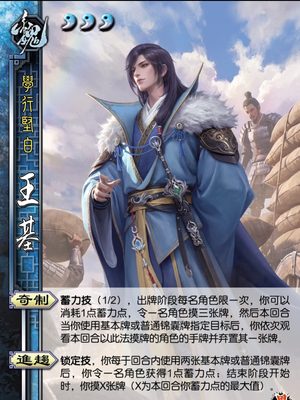 魏
學行堅白
王基
奇制
蓄力技（1/2），出牌阶段每名角色限一次，你可以
消耗1点蓄力点，令一名角色摸三张牌，然后本回合
当你使用基本牌或普通锦囊牌指定目标后，你依次观
看本回合以此法摸牌的角色的手牌并弃置其一张牌。
進趨
锁定技，你每于回合内使用两张基本牌或普通锦囊牌
后，你令一名角色获得1点蓄力点；结束阶段开始
时，你摸X张牌（X为本回合你蓄力点的最大值）。